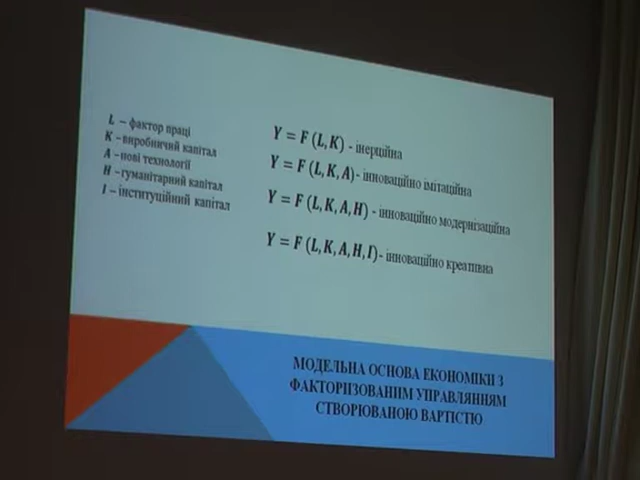 L – фактор праці
K – виробничий капітал
A – нові технології
H – гуманітарний капітал
I – інституційний капітал
Y = F (L, K) - інерційна
Y = F (L, K, A) - інноваційно імітаційна
Y = F (L, K, A, H) - інноваційно модернізаційна
Y = F (L, K, A, H, I) - інноваційно креативна
МОДЕЛЬНА ОСНОВА ЕКОНОМІКИ З
ФАКТОРИЗОВАНИМ УПРАВЛЯННЯМ
СТВОРЮВАНОЮ ВАРТІСТЮ